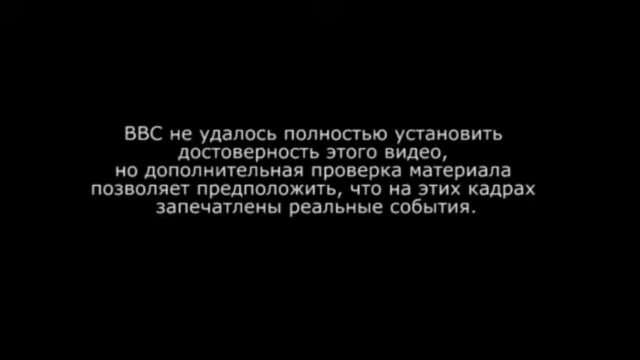 BBC не удалось полностью установить
достоверность этого видео,
но дополнительная проверка материала
позволяет предположить, что на этих кадрах
запечатлены реальные события.